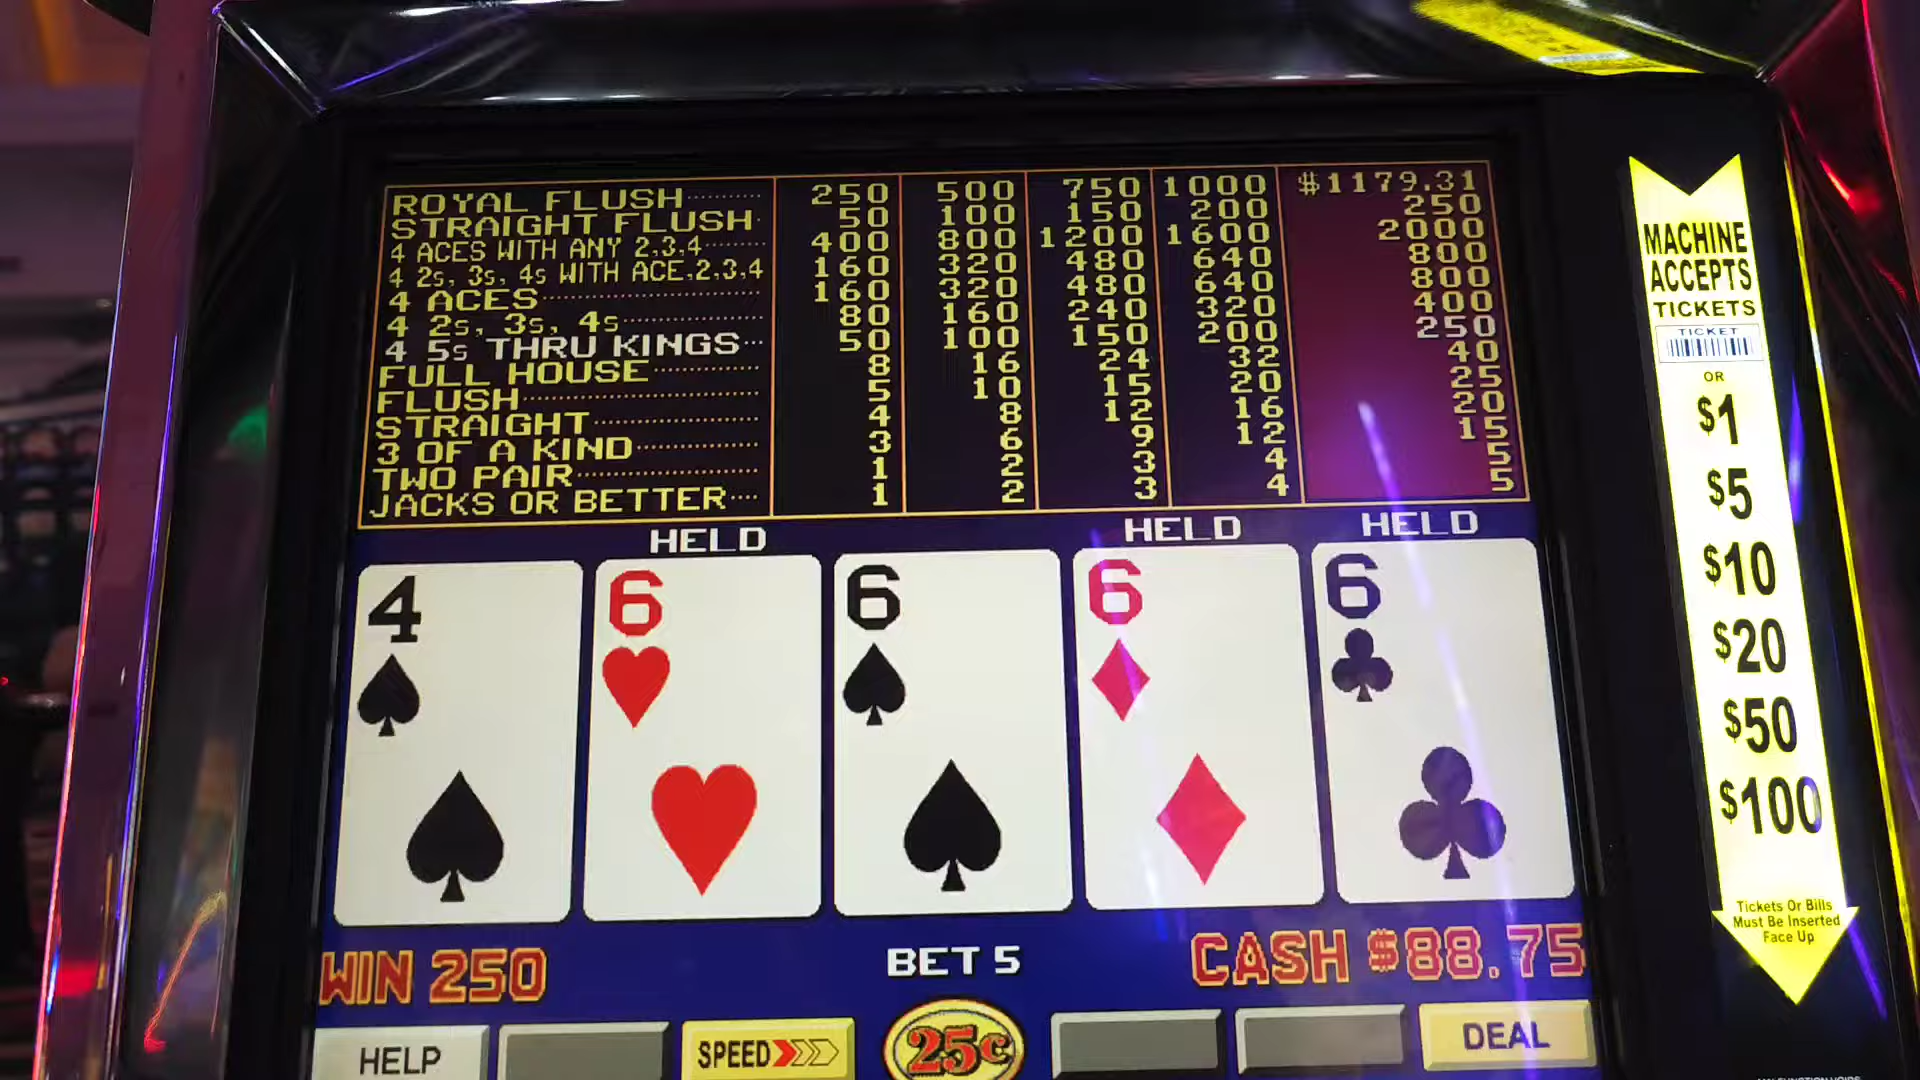 ROYAL FLUSH 250 500 750 1000 $1179.31
STRAIGHT FLUSH 50 100 150 200 250
4 ACES WITH ANY 2,3,4 400 800 1200 1600 2000
4 2s, 3s, 4s WITH ACE,2,3,4 160 320 480 640 800
4 ACES 160 320 480 640 800
4 2s, 3s, 4s 80 160 240 320 400
4 5s THRU KINGS 50 100 150 200 250
FULL HOUSE 8 16 24 32 40
FLUSH 5 10 15 20 25
STRAIGHT 4 8 12 16 20
3 OF A KIND 3 6 9 12 15
TWO PAIR 1 2 3 4 5
JACKS OR BETTER 1 2 3 4 5
HELD HELD HELD
4 6 6 6 6
WIN 250 BET 5 CASH $88.75
HELP SPEED 25¢ DEAL
MACHINE
ACCEPTS
TICKETS
TICKET
OR
$1
$5
$10
$20
$50
$100
Tickets Or Bills
Must Be Inserted
Face Up